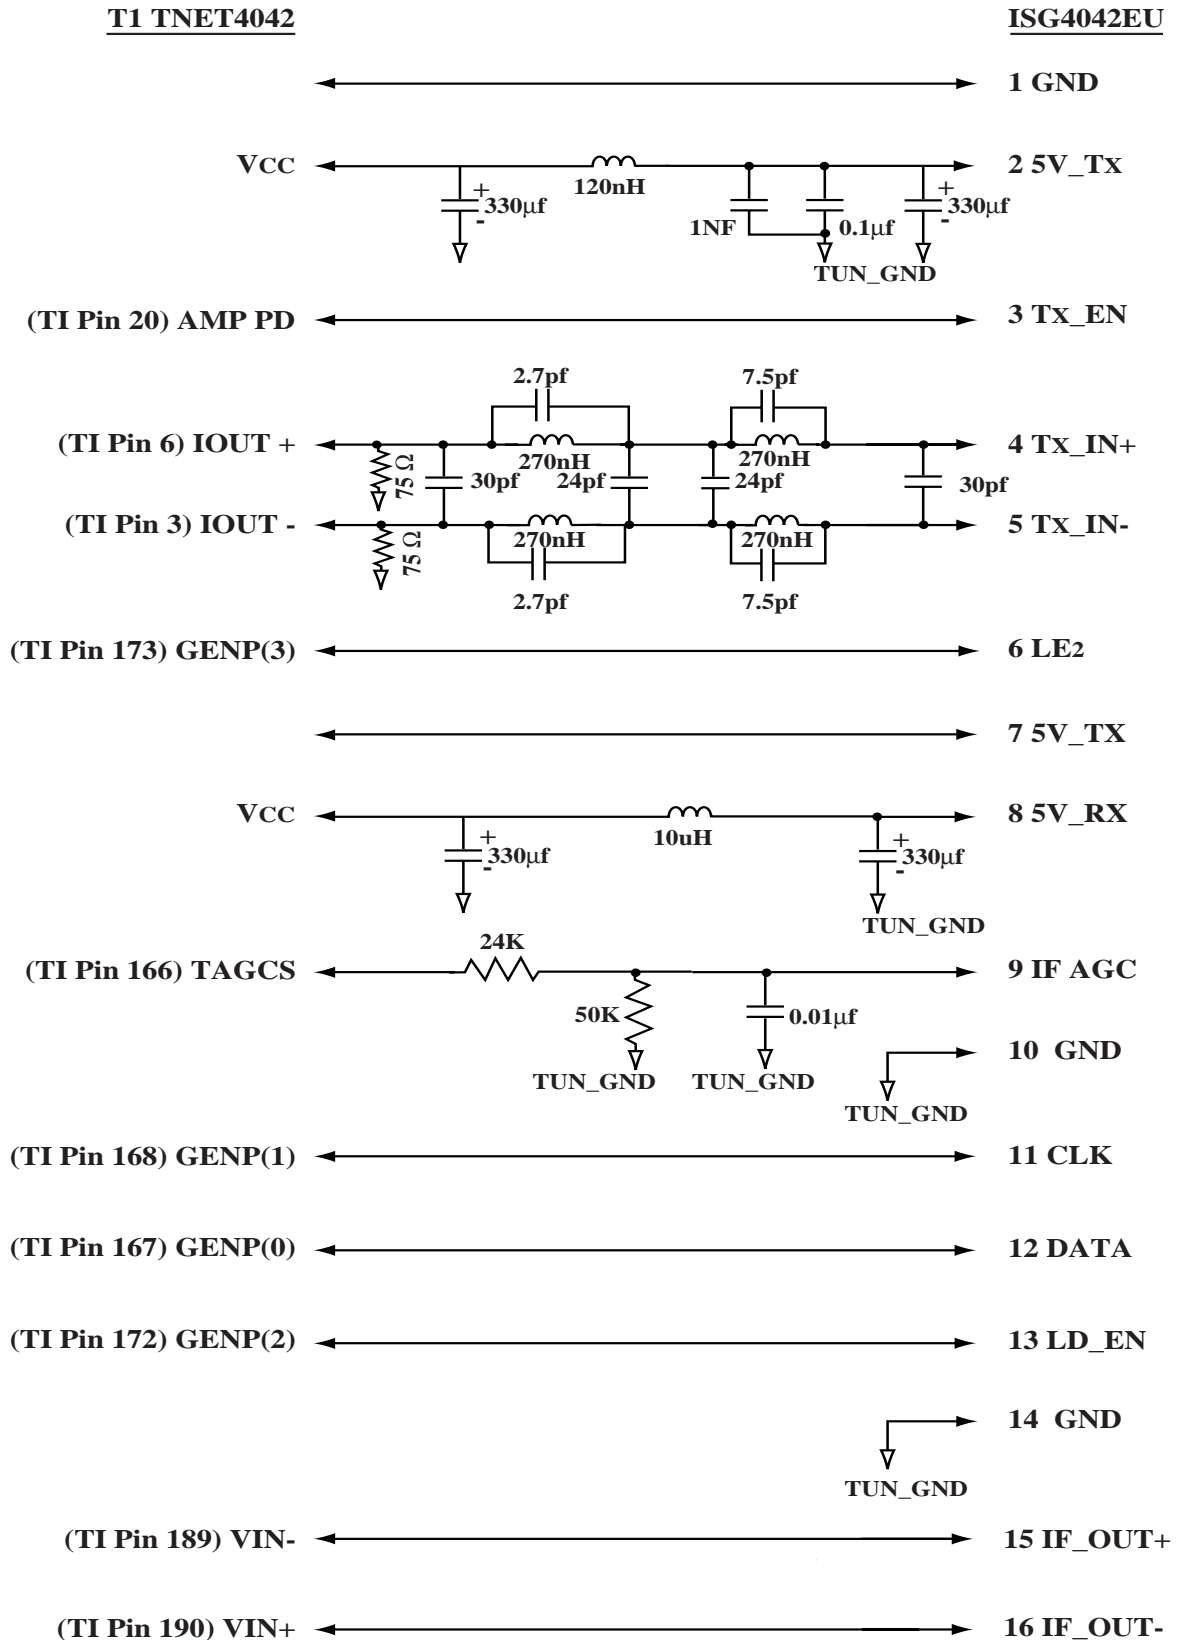 T1 TNET4042 ISG4042EU
1 GND
VCC 2 5V_TX
120nH
+ +
330µf 330µf
- -
1NF 0.1µf
TUN_GND
(TI Pin 20) AMP PD 3 TX_EN
2.7pf 7.5pf
(TI Pin 6) IOUT + 4 TX_IN+
270nH 270nH
75 Ω 30pf 24pf 24pf 30pf
(TI Pin 3) IOUT - 5 TX_IN-
75 Ω 270nH 270nH
2.7pf 7.5pf
(TI Pin 173) GENP(3) 6 LE2
7 5V_TX
VCC 8 5V_RX
10uH
+ +
330µf 330µf
- -
TUN_GND
24K
(TI Pin 166) TAGCS 9 IF AGC
50K 0.01µf
10 GND
TUN_GND TUN_GND
TUN_GND
(TI Pin 168) GENP(1) 11 CLK
(TI Pin 167) GENP(0) 12 DATA
(TI Pin 172) GENP(2) 13 LD_EN
14 GND
TUN_GND
(TI Pin 189) VIN- 15 IF_OUT+
(TI Pin 190) VIN+ 16 IF_OUT-